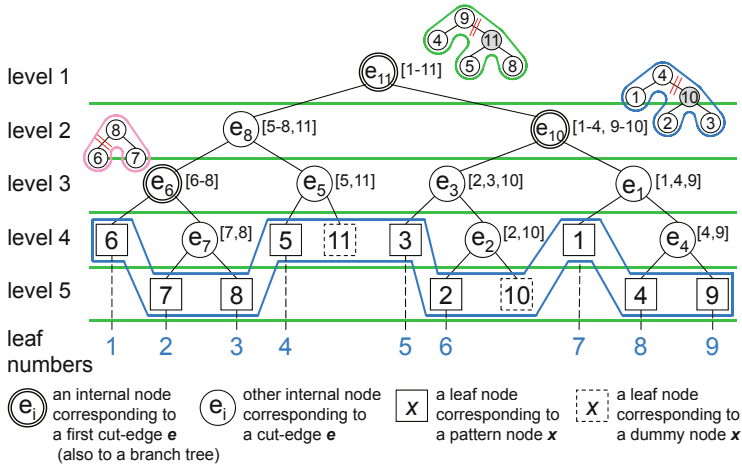 9
4
11
5
8
level 1
e11
[1-11]
4
1
10
2
3
level 2
8
6
7
e8
[5-8,11]
e10
[1-4, 9-10]
level 3
e6
[6-8]
e5
[5,11]
e3
[2,3,10]
e1
[1,4,9]
level 4
6
e7
[7,8]
5
11
3
e2
[2,10]
1
e4
[4,9]
level 5
7
8
2
10
4
9
leaf
numbers
1 2 3 4 5 6 7 8 9
ei
an internal node
corresponding to
a first cut-edge e
(also to a branch tree)
ei
other internal node
corresponding to
a cut-edge e
x
a leaf node
corresponding to
a pattern node x
x
a leaf node
corresponding to
a dummy node x